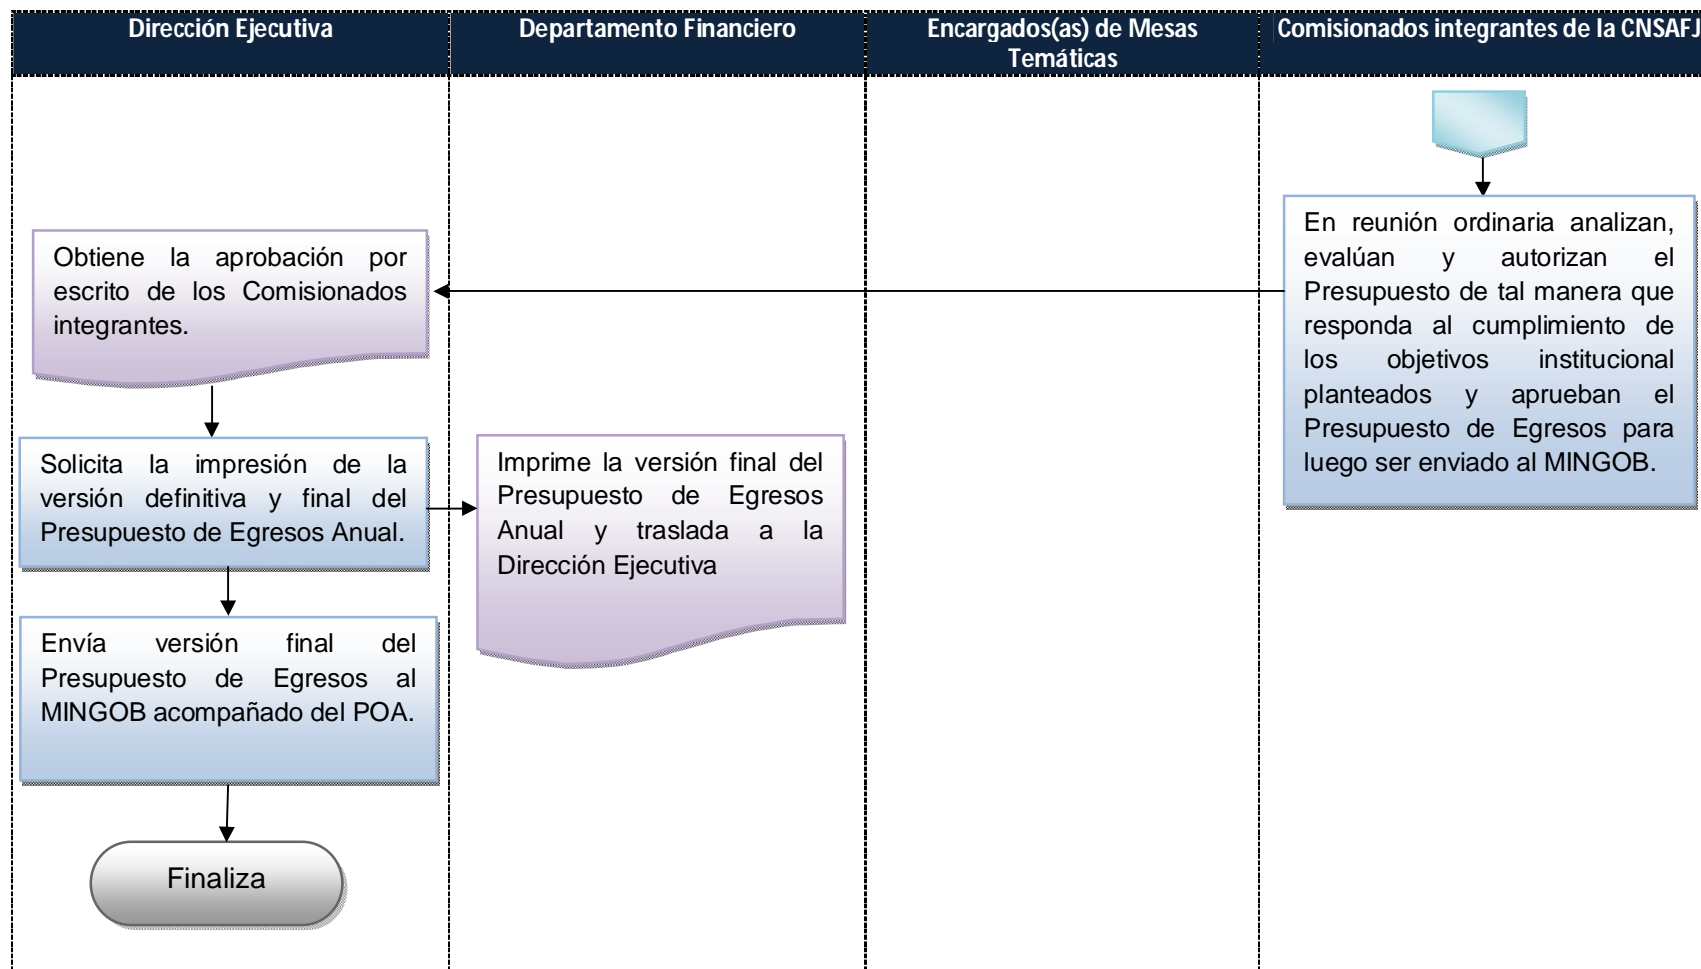 Dirección Ejecutiva
Departamento Financiero
Encargados(as) de Mesas
Temáticas
Comisionados integrantes de la CNSAFJ
En reunión ordinaria analizan,
evalúan y autorizan el
Presupuesto de tal manera que
responda al cumplimiento de
los objetivos institucional
planteados y aprueban el
Presupuesto de Egresos para
luego ser enviado al MINGOB.
Obtiene la aprobación por
escrito de los Comisionados
integrantes.
Solicita la impresión de la
versión definitiva y final del
Presupuesto de Egresos Anual.
Imprime la versión final del
Presupuesto de Egresos
Anual y traslada a la
Dirección Ejecutiva
Envía versión final del
Presupuesto de Egresos al
MINGOB acompañado del POA.
Finaliza